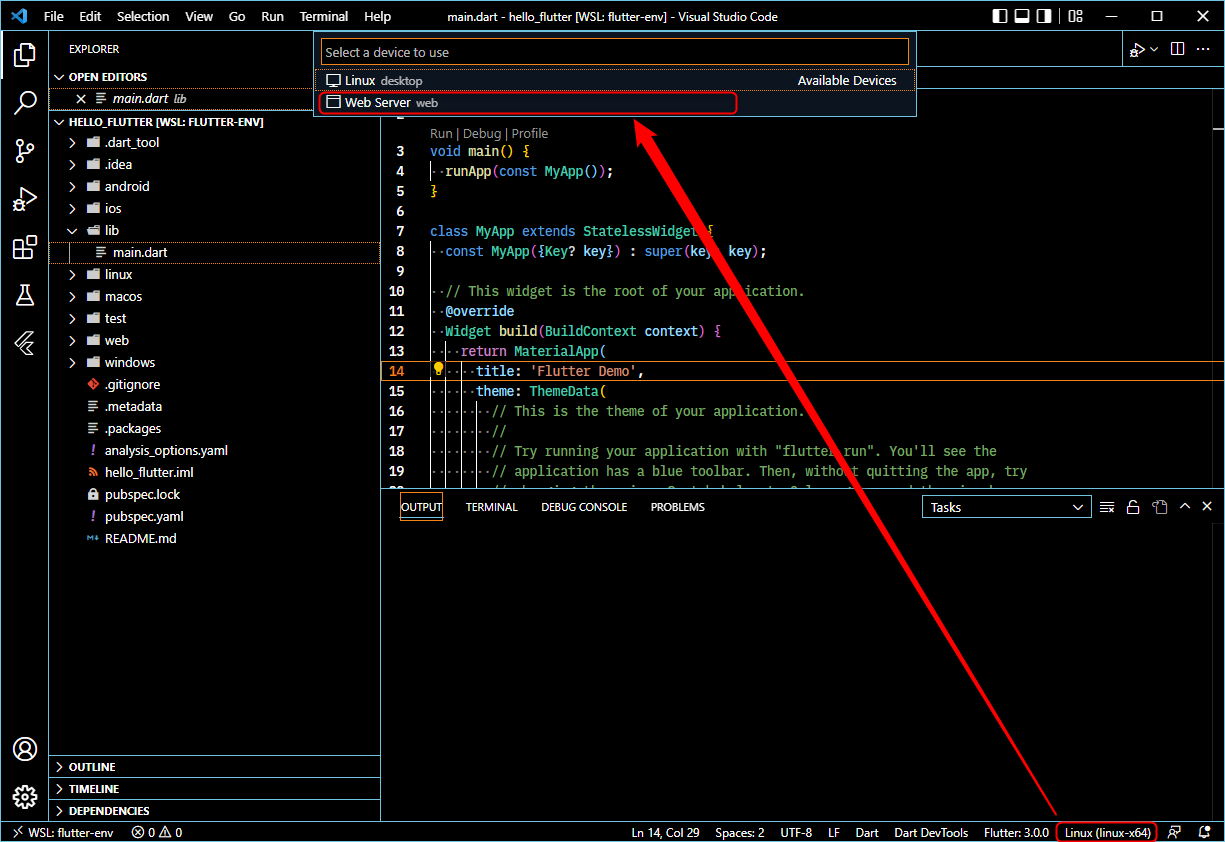 File Edit Selection View Go Run Terminal Help
main.dart - hello_flutter [WSL: flutter-env] - Visual Studio Code
EXPLORER
OPEN EDITORS
main.dart lib
HELLO_FLUTTER [WSL: FLUTTER-ENV]
.dart_tool
.idea
android
ios
lib
main.dart
linux
macos
test
web
windows
.gitignore
.metadata
.packages
! analysis_options.yaml
hello_flutter.iml
pubspec.lock
! pubspec.yaml
README.md
OUTLINE
TIMELINE
DEPENDENCIES
Select a device to use
Linux desktop Available Devices
Web Server web
Run | Debug | Profile
3 void main() {
4 ··runApp(const MyApp());
5 }
6
7 class MyApp extends StatelessWidget {
8 ··const MyApp({Key? key}) : super(key: key);
9
10 ··// This widget is the root of your application.
11 ··@override
12 ··Widget build(BuildContext context) {
13 ····return MaterialApp(
14 ······title: 'Flutter Demo',
15 ······theme: ThemeData(
16 ········// This is the theme of your application.
17 ········//
18 ········// Try running your application with "flutter run". You'll see the
19 ········// application has a blue toolbar. Then, without quitting the app, try
OUTPUT TERMINAL DEBUG CONSOLE PROBLEMS
Tasks
WSL: flutter-env 0 0 Ln 14, Col 29 Spaces: 2 UTF-8 LF Dart Dart DevTools Flutter: 3.0.0 Linux (linux-x64)